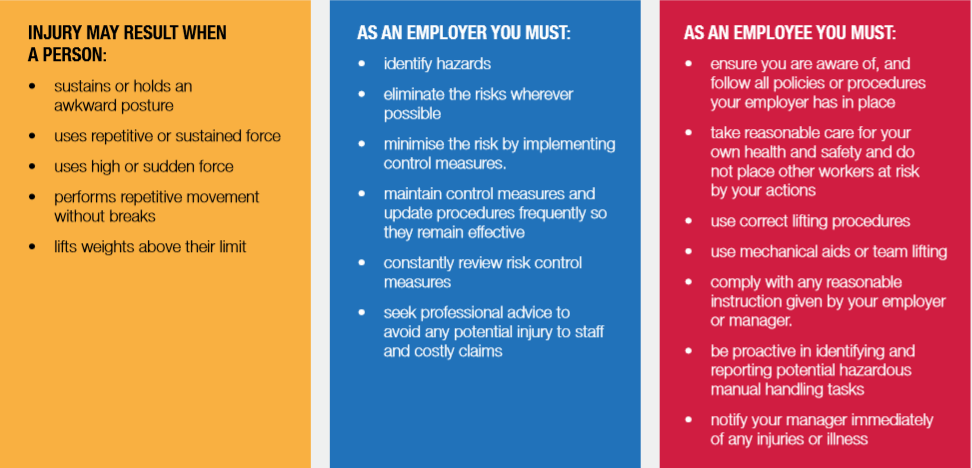 INJURY MAY RESULT WHEN
A PERSON:
• sustains or holds an
awkward posture
• uses repetitive or sustained force
• uses high or sudden force
• performs repetitive movement
without breaks
• lifts weights above their limit
AS AN EMPLOYER YOU MUST:
• identify hazards
• eliminate the risks wherever
possible
• minimise the risk by implementing
control measures.
• maintain control measures and
update procedures frequently so
they remain effective
• constantly review risk control
measures
• seek professional advice to
avoid any potential injury to staff
and costly claims
AS AN EMPLOYEE YOU MUST:
• ensure you are aware of, and
follow all policies or procedures
your employer has in place
• take reasonable care for your
own health and safety and do
not place other workers at risk
by your actions
• use correct lifting procedures
• use mechanical aids or team lifting
• comply with any reasonable
instruction given by your employer
or manager.
• be proactive in identifying and
reporting potential hazardous
manual handling tasks
• notify your manager immediately
of any injuries or illness